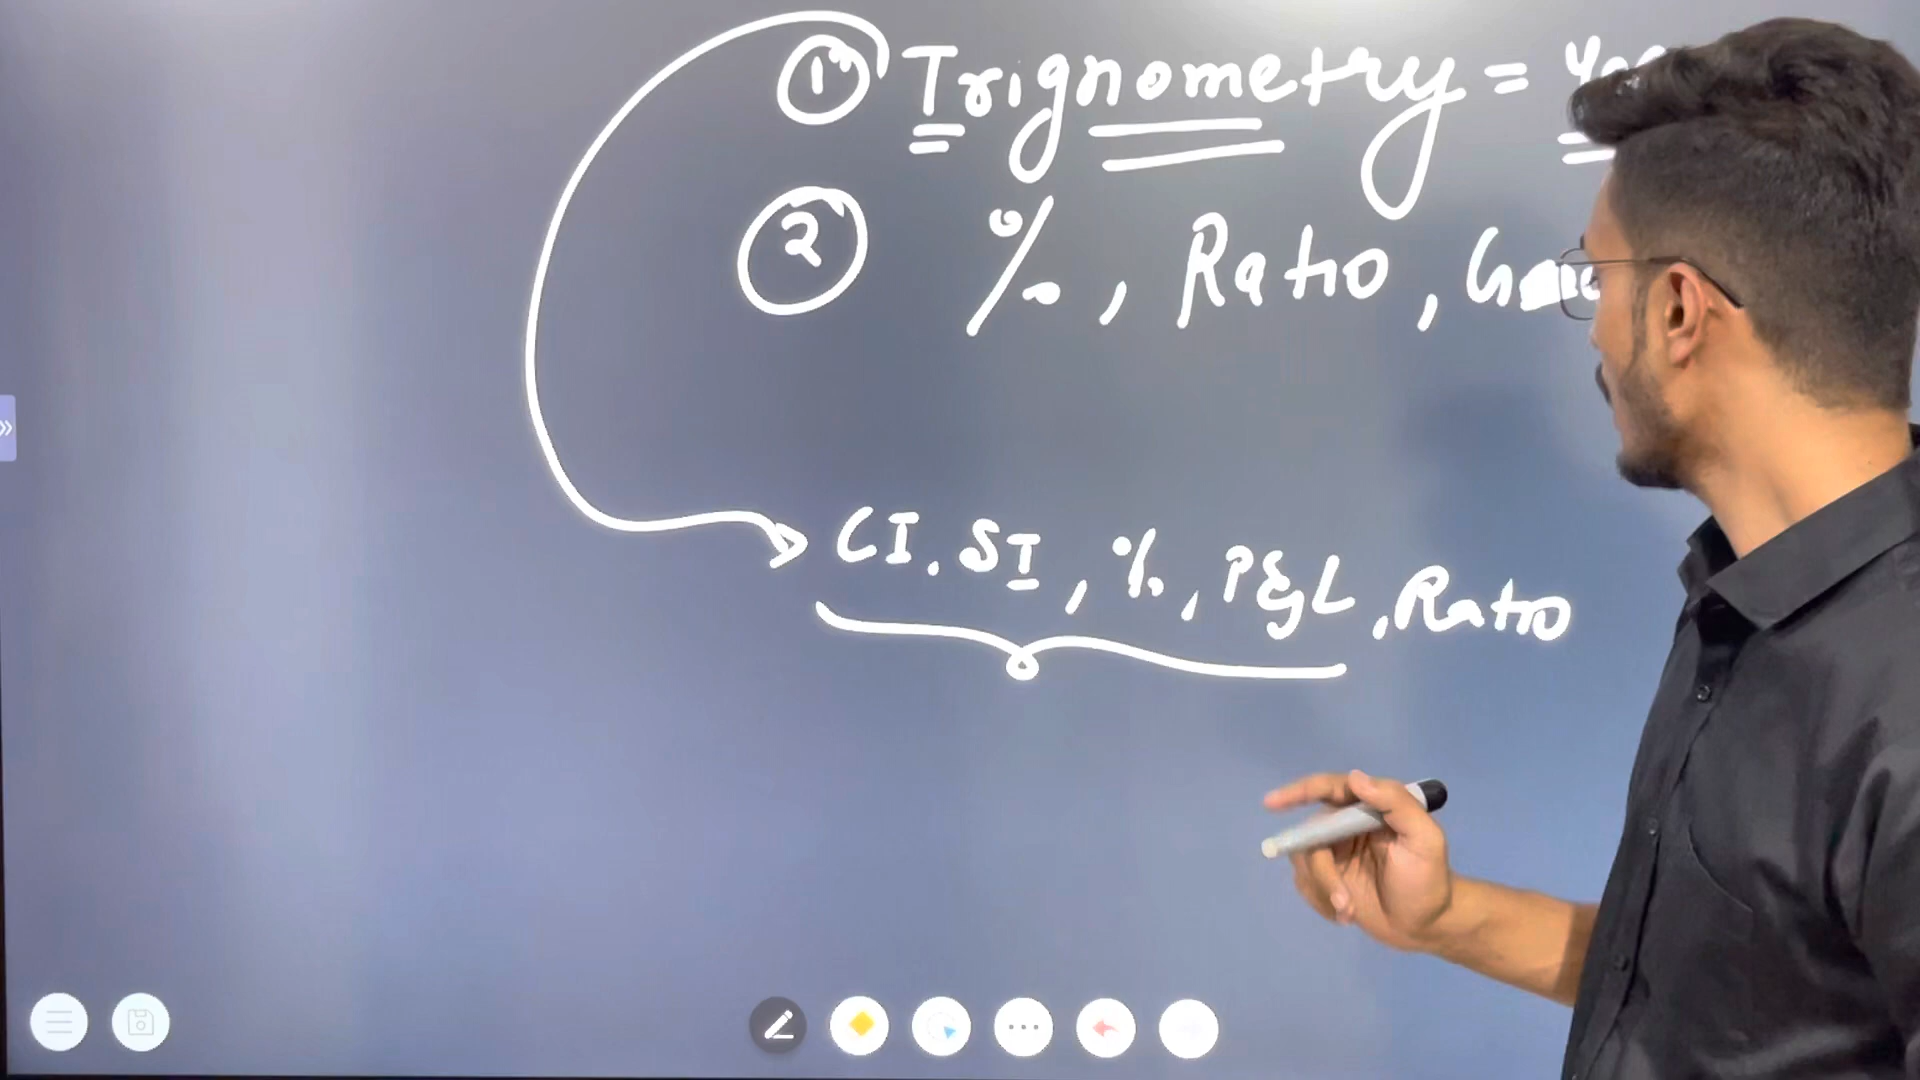 ① Trignometry =
② %, Ratio,
CI. SI, %, P&L, Ratio